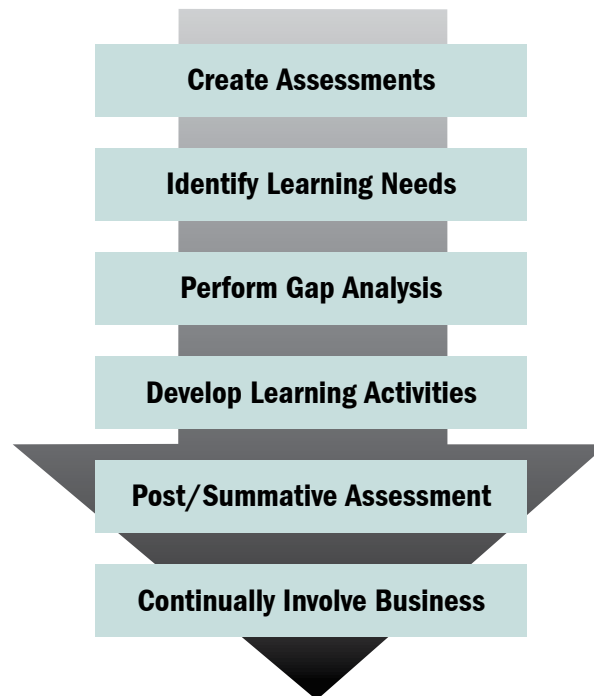 Create Assessments
Identify Learning Needs
Perform Gap Analysis
Develop Learning Activities
Post/Summative Assessment
Continually Involve Business